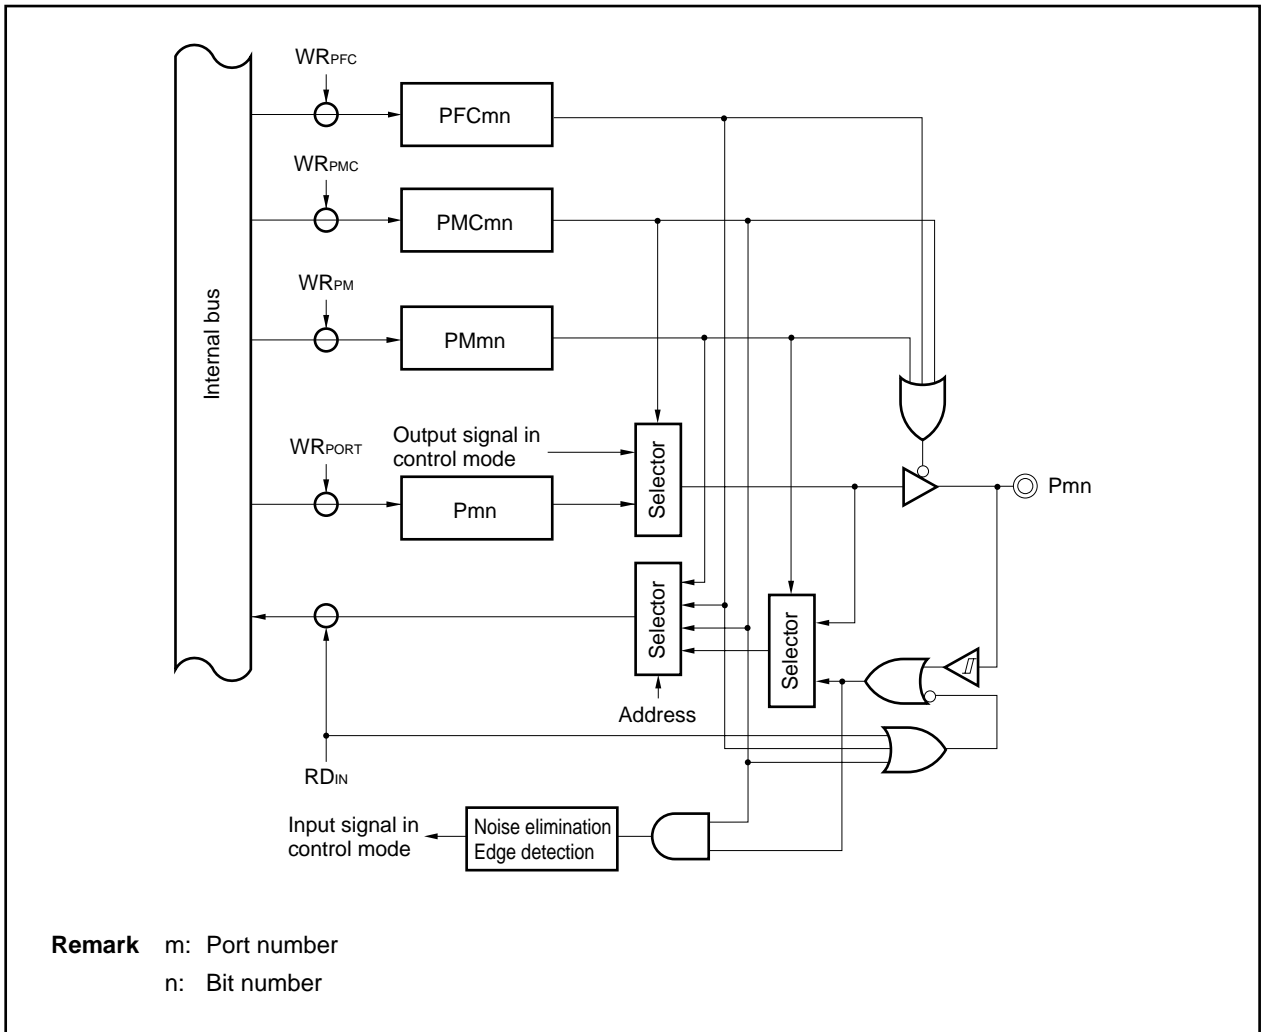 WRPFC
PFCmn
WRPMC
PMCmn
WRPM
PMmn
Internal bus
Output signal in
control mode
WRPORT
Pmn
Selector
Pmn
Selector
Selector
Address
RDIN
Input signal in
control mode
Noise elimination
Edge detection
Remark m: Port number
n: Bit number